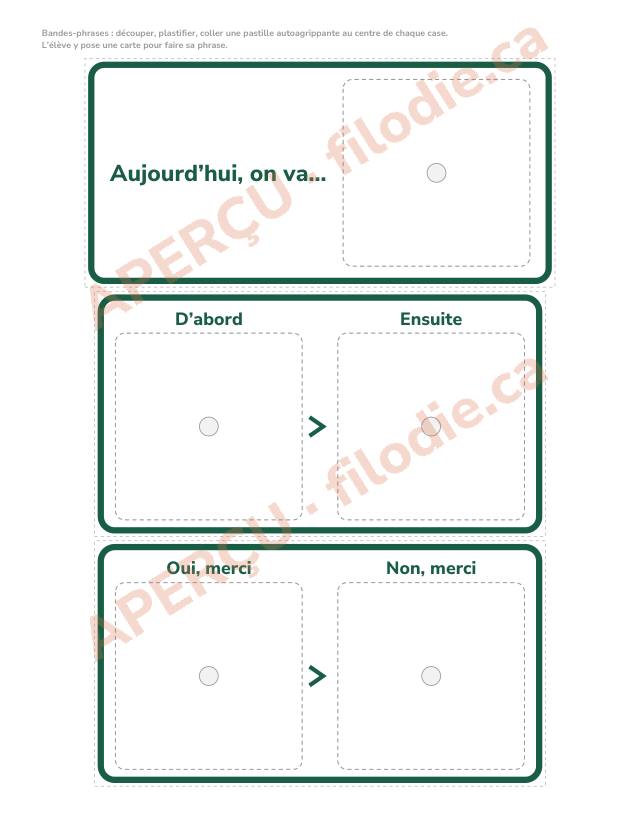 Bandes-phrases : découper, plastifier, coller une pastille autoagrippante au centre de chaque case.
L'élève y pose une carte pour faire sa phrase.
Aujourd'hui, on va...
D'abord
Ensuite
>
Oui, merci
Non, merci
>
APERÇU · filodie.ca
APERÇU · filodie.ca